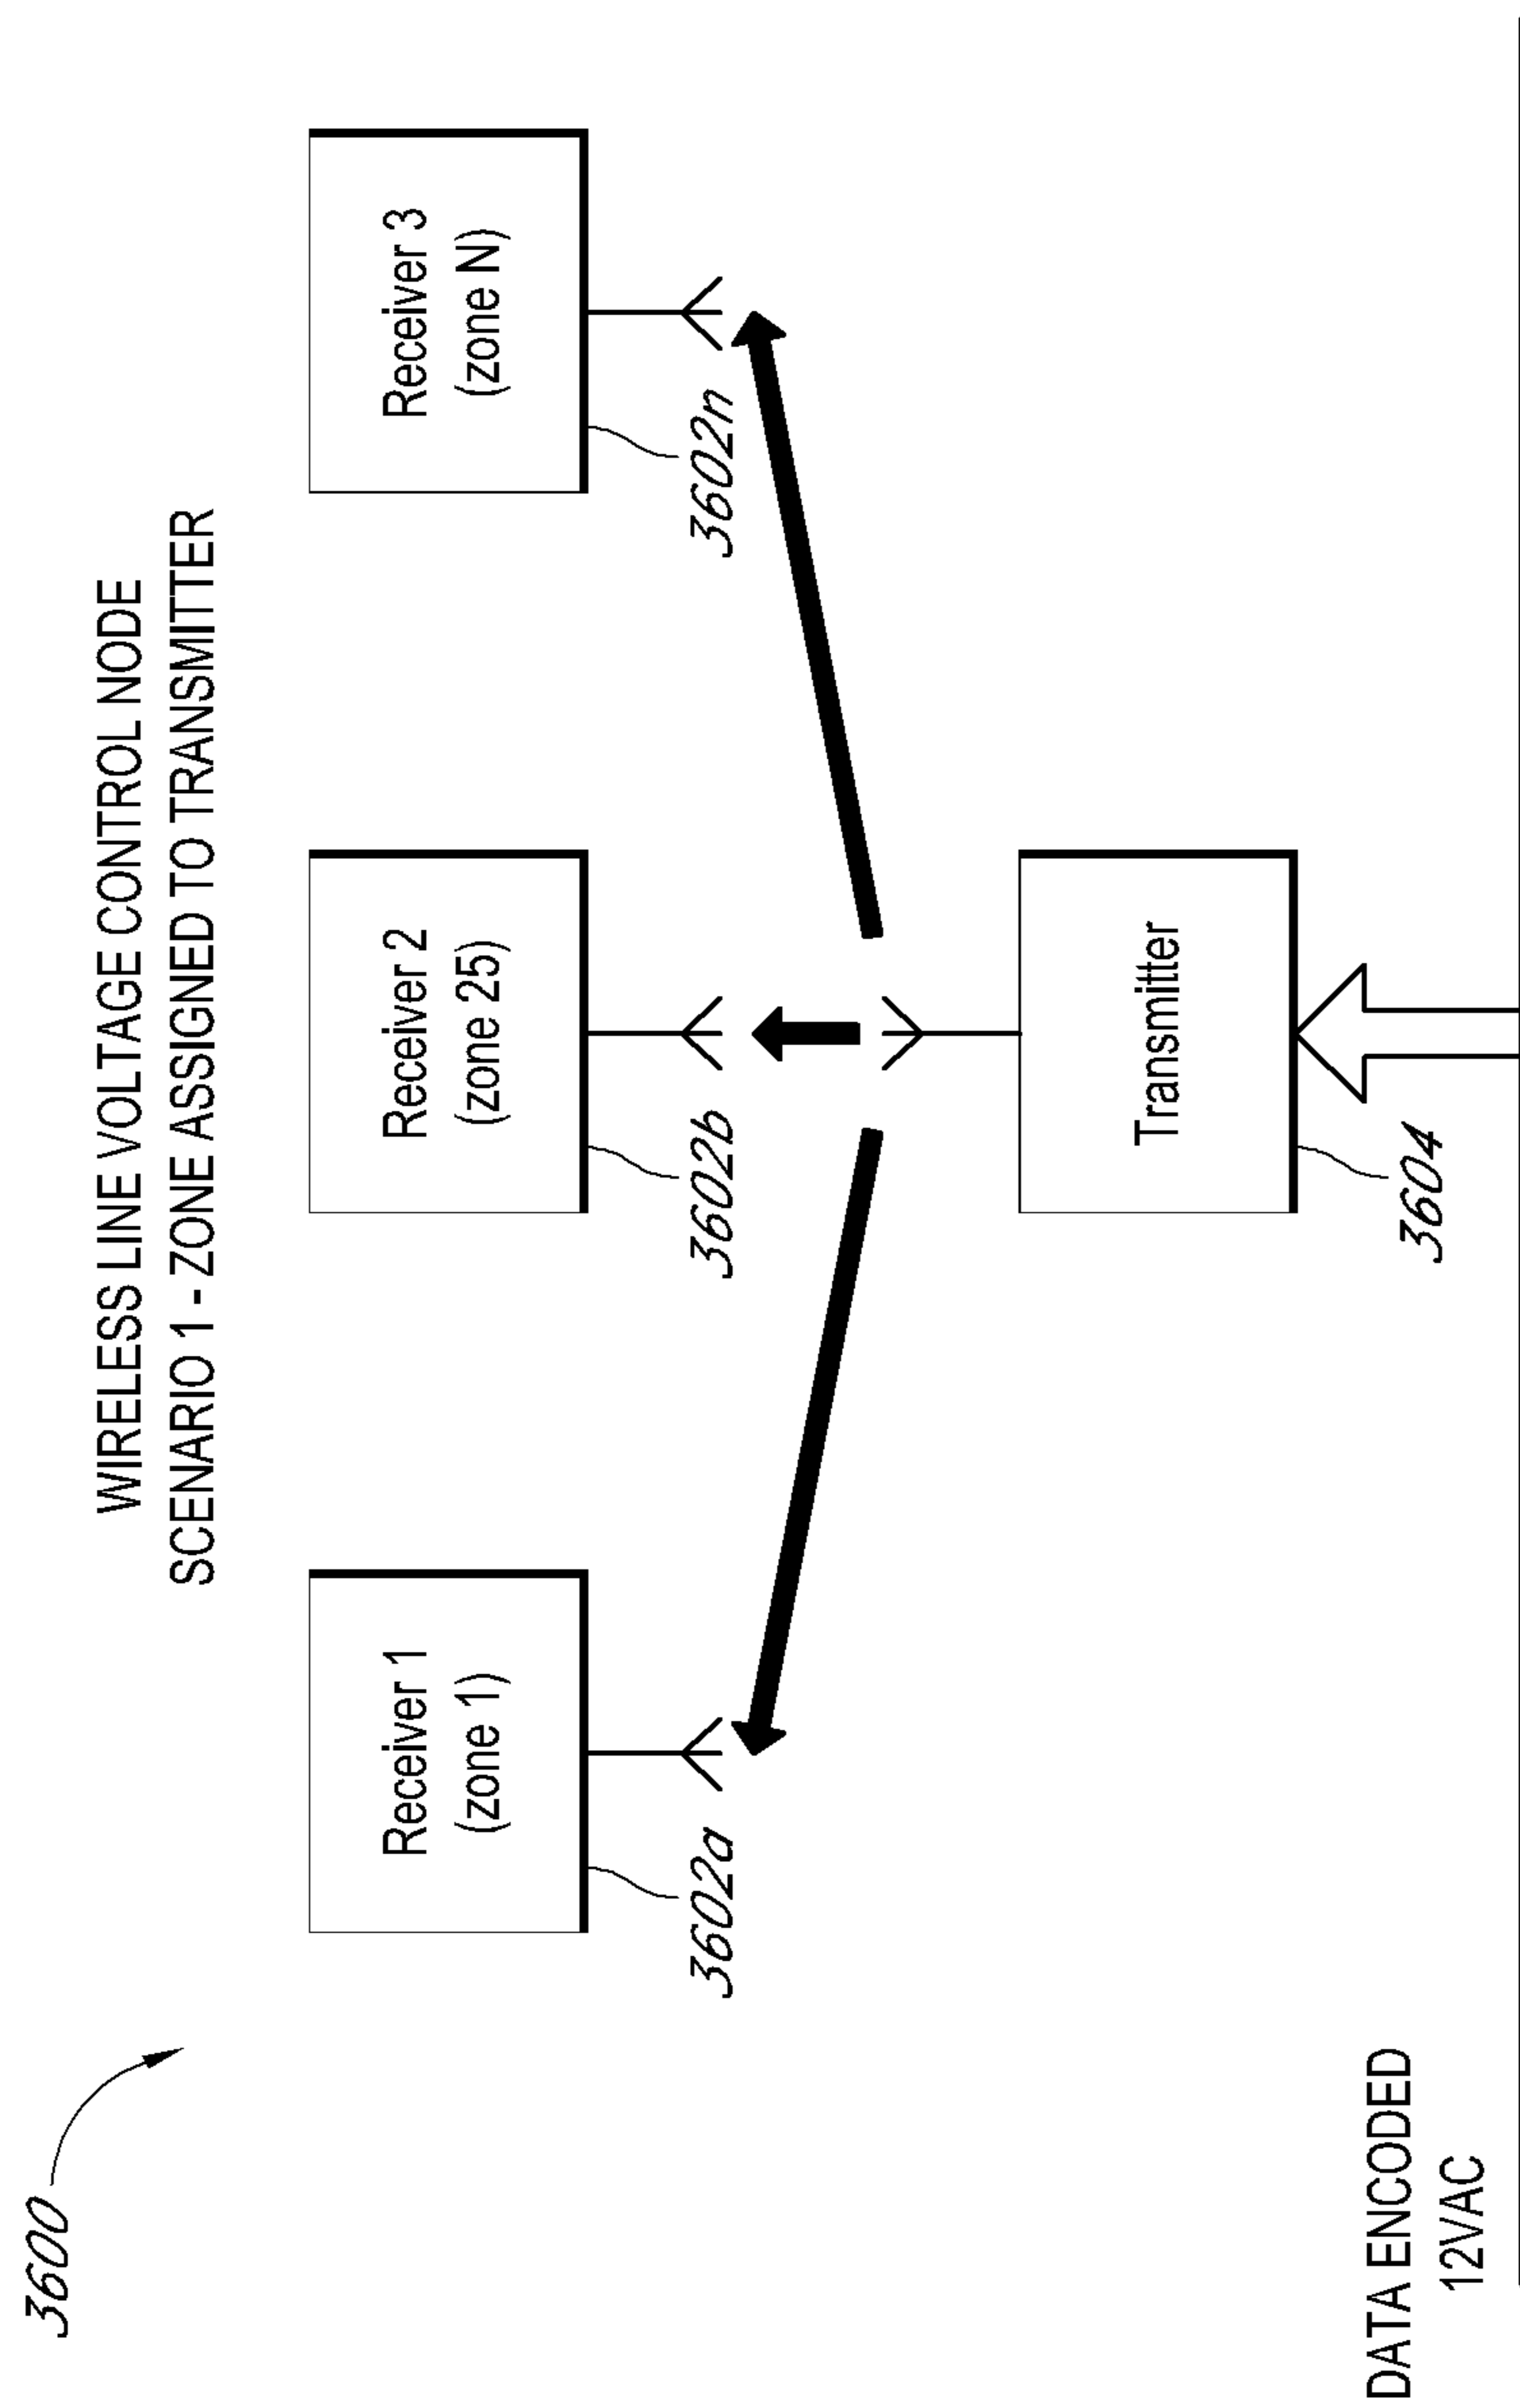 3600
WIRELESS LINE VOLTAGE CONTROL NODE
SCENARIO 1 - ZONE ASSIGNED TO TRANSMITTER
Receiver 1
(zone 1)
3602a
Receiver 2
(zone 25)
3602b
Receiver 3
(zone N)
3602n
Transmitter
3604
DATA ENCODED
12VAC